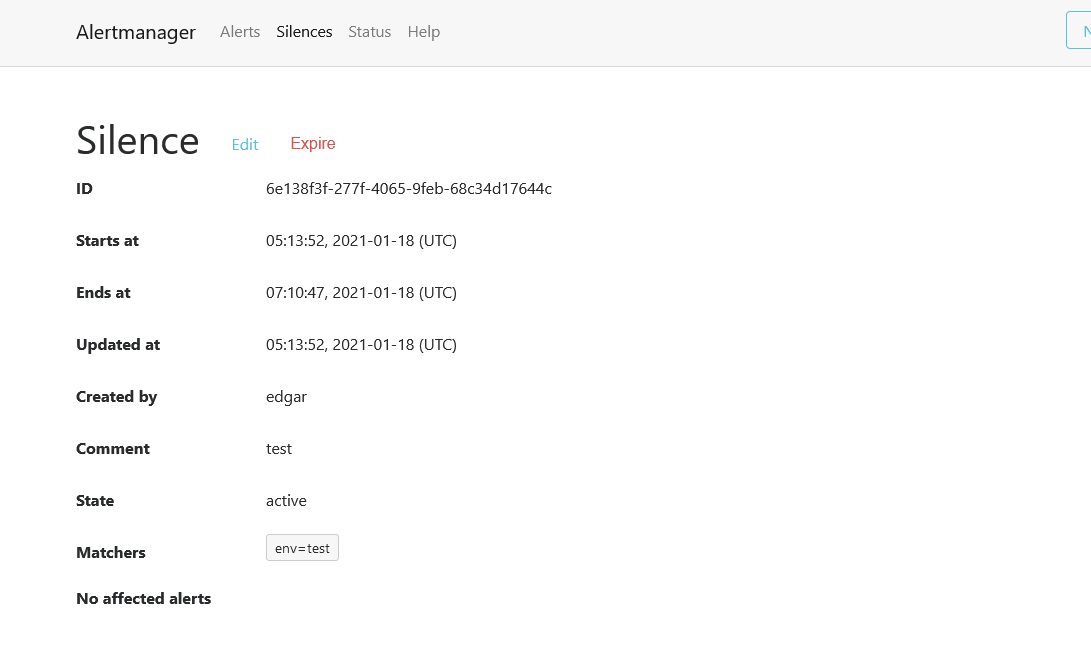 Alertmanager Alerts Silences Status Help N
Silence Edit Expire
ID 6e138f3f-277f-4065-9feb-68c34d17644c
Starts at 05:13:52, 2021-01-18 (UTC)
Ends at 07:10:47, 2021-01-18 (UTC)
Updated at 05:13:52, 2021-01-18 (UTC)
Created by edgar
Comment test
State active
Matchers env=test
No affected alerts